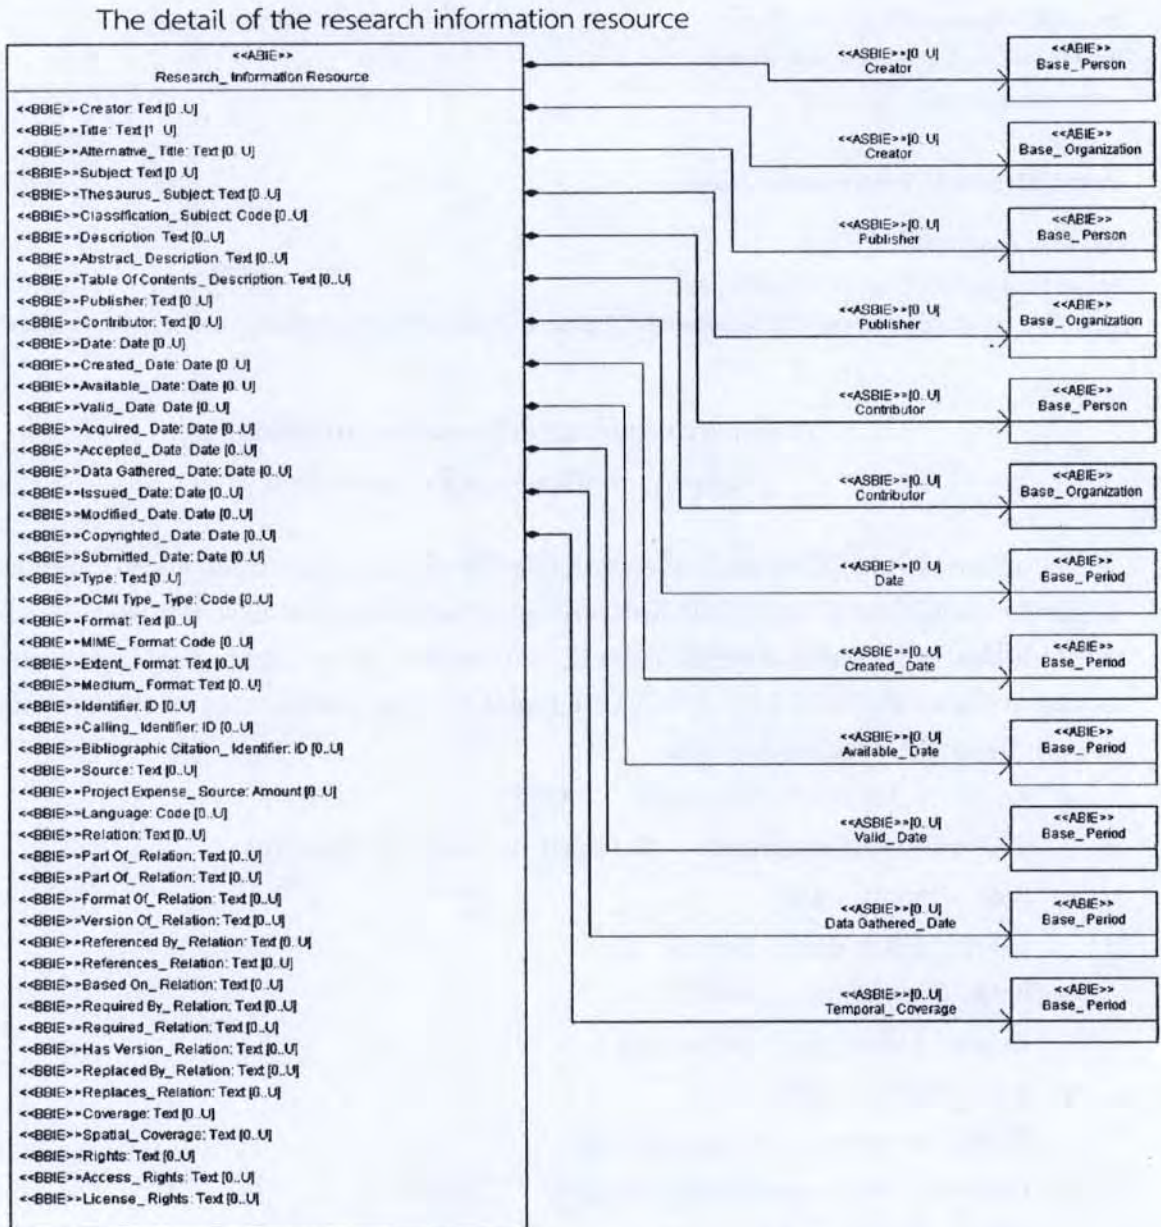 The detail of the research information resource
<<ABIE>>
Research_ Information Resource
<<BBIE>>Creator: Text [0..U]
<<BBIE>>Title: Text [1..U]
<<BBIE>>Alternative_ Title: Text [0..U]
<<BBIE>>Subject: Text [0..U]
<<BBIE>>Thesaurus_ Subject: Text [0..U]
<<BBIE>>Classification_ Subject: Code [0..U]
<<BBIE>>Description: Text [0..U]
<<BBIE>>Abstract_ Description: Text [0..U]
<<BBIE>>Table Of Contents_ Description: Text [0..U]
<<BBIE>>Publisher: Text [0..U]
<<BBIE>>Contributor: Text [0..U]
<<BBIE>>Date: Date [0..U]
<<BBIE>>Created_ Date: Date [0..U]
<<BBIE>>Available_ Date: Date [0..U]
<<BBIE>>Valid_ Date: Date [0..U]
<<BBIE>>Acquired_ Date: Date [0..U]
<<BBIE>>Accepted_ Date: Date [0..U]
<<BBIE>>Data Gathered_ Date: Date [0..U]
<<BBIE>>Issued_ Date: Date [0..U]
<<BBIE>>Modified_ Date: Date [0..U]
<<BBIE>>Copyrighted_ Date: Date [0..U]
<<BBIE>>Submitted_ Date: Date [0..U]
<<BBIE>>Type: Text [0..U]
<<BBIE>>DCMI Type_ Type: Code [0..U]
<<BBIE>>Format: Text [0..U]
<<BBIE>>MIME_ Format: Code [0..U]
<<BBIE>>Extent_ Format: Text [0..U]
<<BBIE>>Medium_ Format: Text [0..U]
<<BBIE>>Identifier: ID [0..U]
<<BBIE>>Calling_ Identifier: ID [0..U]
<<BBIE>>Bibliographic Citation_ Identifier: ID [0..U]
<<BBIE>>Source: Text [0..U]
<<BBIE>>Project Expense_ Source: Amount [0..U]
<<BBIE>>Language: Code [0..U]
<<BBIE>>Relation: Text [0..U]
<<BBIE>>Part Of_ Relation: Text [0..U]
<<BBIE>>Part Of_ Relation: Text [0..U]
<<BBIE>>Format Of_ Relation: Text [0..U]
<<BBIE>>Version Of_ Relation: Text [0..U]
<<BBIE>>Referenced By_ Relation: Text [0..U]
<<BBIE>>References_ Relation: Text [0..U]
<<BBIE>>Based On_ Relation: Text [0..U]
<<BBIE>>Required By_ Relation: Text [0..U]
<<BBIE>>Required_ Relation: Text [0..U]
<<BBIE>>Has Version_ Relation: Text [0..U]
<<BBIE>>Replaced By_ Relation: Text [0..U]
<<BBIE>>Replaces_ Relation: Text [0..U]
<<BBIE>>Coverage: Text [0..U]
<<BBIE>>Spatial_ Coverage: Text [0..U]
<<BBIE>>Rights: Text [0..U]
<<BBIE>>Access_ Rights: Text [0..U]
<<BBIE>>License_ Rights: Text [0..U]
<<ASBIE>>[0..U]
Creator
<<ABIE>>
Base_ Person
<<ASBIE>>[0..U]
Creator
<<ABIE>>
Base_ Organization
<<ASBIE>>[0..U]
Publisher
<<ABIE>>
Base_ Person
<<ASBIE>>[0..U]
Publisher
<<ABIE>>
Base_ Organization
<<ASBIE>>[0..U]
Contributor
<<ABIE>>
Base_ Person
<<ASBIE>>[0..U]
Contributor
<<ABIE>>
Base_ Organization
<<ASBIE>>[0..U]
Date
<<ABIE>>
Base_ Period
<<ASBIE>>[0..U]
Created_ Date
<<ABIE>>
Base_ Period
<<ASBIE>>[0..U]
Available_ Date
<<ABIE>>
Base_ Period
<<ASBIE>>[0..U]
Valid_ Date
<<ABIE>>
Base_ Period
<<ASBIE>>[0..U]
Data Gathered_ Date
<<ABIE>>
Base_ Period
<<ASBIE>>[0..U]
Temporal_ Coverage
<<ABIE>>
Base_ Period